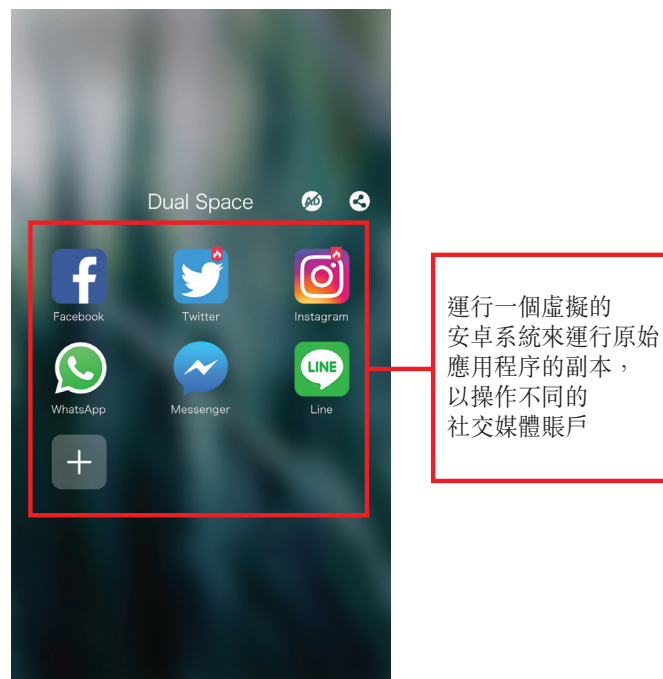 Dual Space
AD
Facebook
Twitter
Instagram
LINE
WhatsApp
Messenger
Line
運行一個虛擬的
安卓系統來運行原始
應用程序的副本，
以操作不同的
社交媒體賬戶